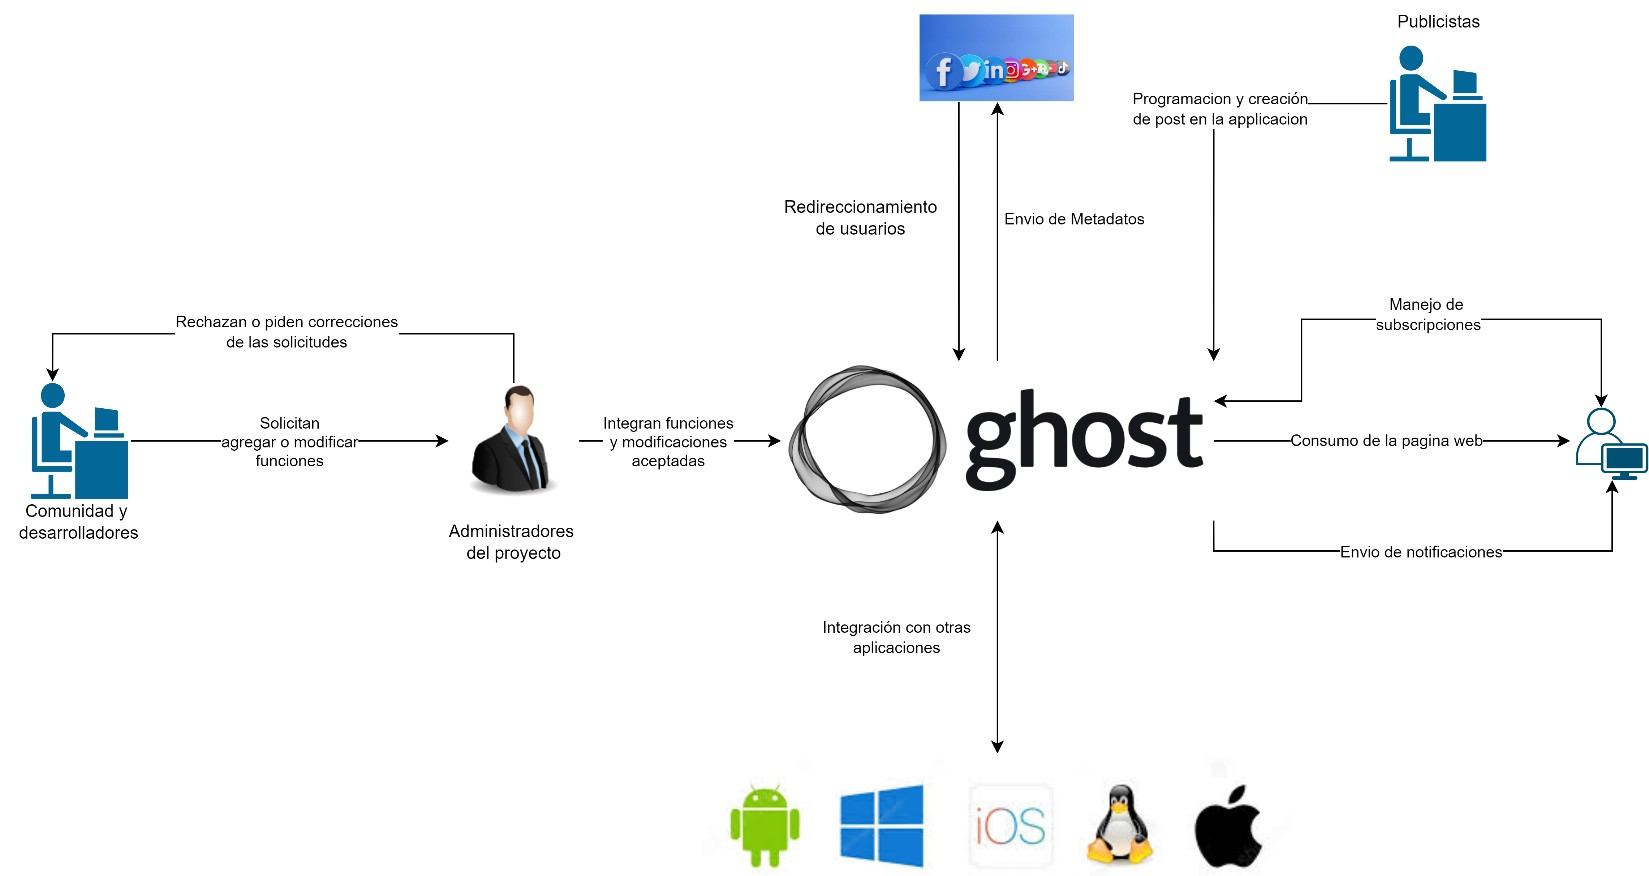 Publicistas
f in
Programacion y creación
de post en la applicacion
Redireccionamiento
de usuarios
Envio de Metadatos
Manejo de
subscripciones
Rechazan o piden correcciones
de las solicitudes
Solicitan
agregar o modificar
funciones
Integran funciones
y modificaciones
aceptadas
ghost
Consumo de la pagina web
Comunidad y
desarrolladores
Administradores
del proyecto
Envio de notificaciones
Integración con otras
aplicaciones
iOS